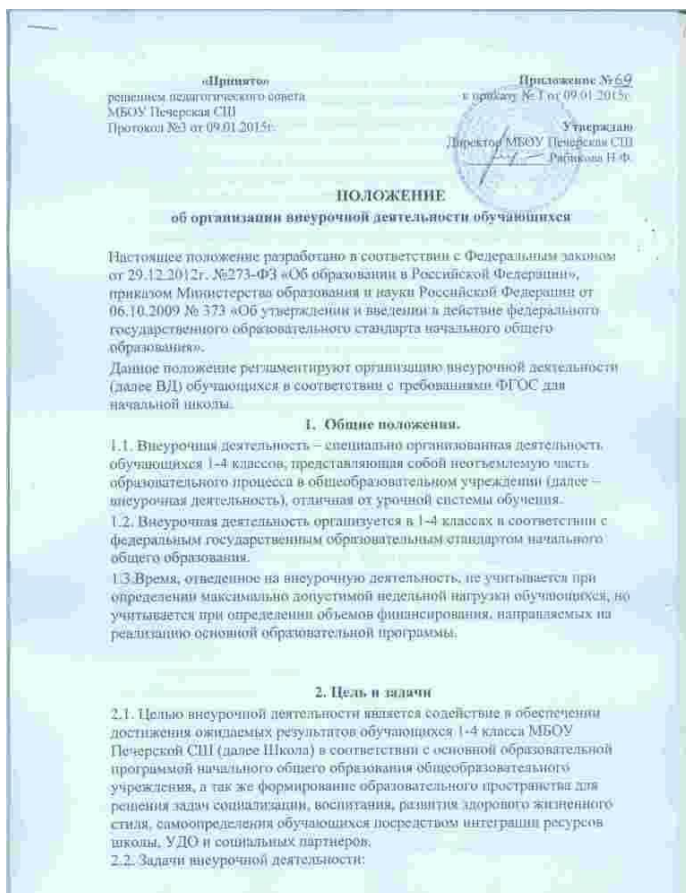 «Принято»
решением педагогического совета
МБОУ Печерская СШ
Протокол №3 от 09.01.2015г.
Приложение № 69
к приказу № 1 от 09.01.2015г.
Утверждаю
Директор МБОУ Печерская СШ
Рябикова Н.Ф.
ПОЛОЖЕНИЕ
об организации внеурочной деятельности обучающихся
Настоящее положение разработано в соответствии с Федеральным законом
от 29.12.2012г. №273-ФЗ «Об образовании в Российской Федерации»,
приказом Министерства образования и науки Российской Федерации от
06.10.2009 № 373 «Об утверждении и введении в действие федерального
государственного образовательного стандарта начального общего
образования».
Данное положение регламентируют организацию внеурочной деятельности
(далее ВД) обучающихся в соответствии с требованиями ФГОС для
начальной школы.
1. Общие положения.
1.1. Внеурочная деятельность – специально организованная деятельность
обучающихся 1-4 классов, представляющая собой неотъемлемую часть
образовательного процесса в общеобразовательном учреждении (далее –
внеурочная деятельность), отличная от урочной системы обучения.
1.2. Внеурочная деятельность организуется в 1-4 классах в соответствии с
федеральным государственным образовательным стандартом начального
общего образования.
1.3.Время, отведенное на внеурочную деятельность, не учитывается при
определении максимально допустимой недельной нагрузки обучающихся, но
учитывается при определении объемов финансирования, направляемых на
реализацию основной образовательной программы.
2. Цель и задачи
2.1. Целью внеурочной деятельности является содействие в обеспечении
достижения ожидаемых результатов обучающихся 1-4 класса МБОУ
Печерской СШ (далее Школа) в соответствии с основной образовательной
программой начального общего образования общеобразовательного
учреждения, а так же формирование образовательного пространства для
решения задач социализации, воспитания, развития здорового жизненного
стиля, самоопределения обучающихся посредством интеграции ресурсов
школы, УДО и социальных партнеров.
2.2. Задачи внеурочной деятельности: